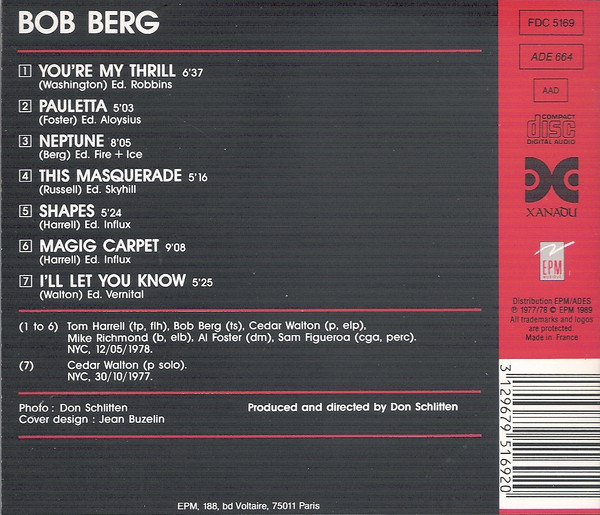 BOB BERG
1 YOU'RE MY THRILL 6'37
(Washington) Ed. Robbins
2 PAULETTA 5'03
(Foster) Ed. Aloysius
3 NEPTUNE 8'05
(Berg) Ed. Fire + Ice
4 THIS MASQUERADE 5'16
(Russell) Ed. Skyhill
5 SHAPES 5'24
(Harrell) Ed. Influx
6 MAGIG CARPET 9'08
(Harrell) Ed. Influx
7 I'LL LET YOU KNOW 5'25
(Walton) Ed. Vernital
(1 to 6) Tom Harrell (tp, flh), Bob Berg (ts), Cedar Walton (p, elp),
Mike Richmond (b, elb), Al Foster (dm), Sam Figueroa (cga, perc).
NYC, 12/05/1978.
(7) Cedar Walton (p solo).
NYC, 30/10/1977.
Phofo : Don Schlitten
Cover design : Jean Buzelin
Produced and directed by Don Schlitten
EPM, 188, bd Voltaire, 75011 Paris
FDC 5169
ADE 664
AAD
COMPACT
disc
DIGITAL AUDIO
XANADU
EPM
MUSIQUE
Distribution EPM/ADES
℗ 1977/78 © EPM 1989
All trademarks and logos
are protected.
Made in France
3 129679 516920